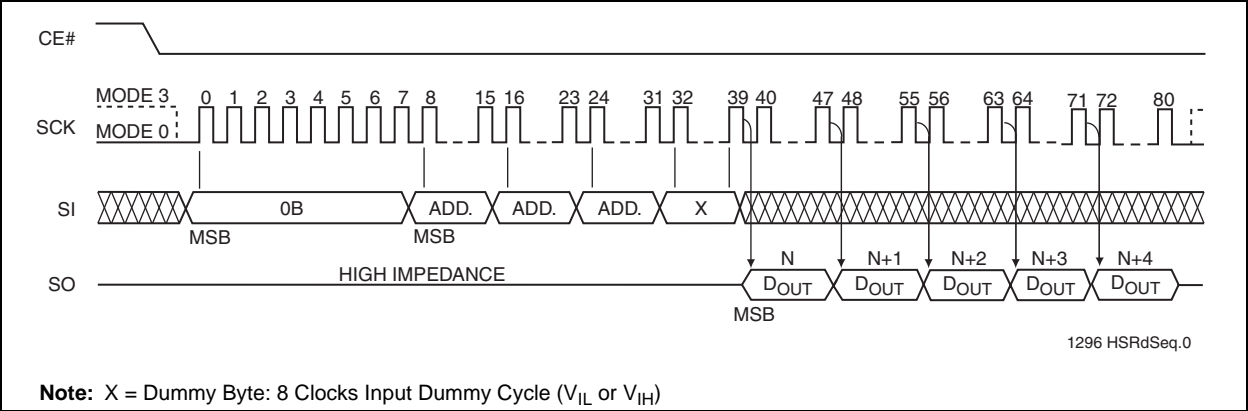 CE#
MODE 3
0 1 2 3 4 5 6 7 8 15 16 23 24 31 32 39 40 47 48 55 56 63 64 71 72 80
SCK
MODE 0
SI
0B ADD. ADD. ADD. X
MSB MSB
N N+1 N+2 N+3 N+4
HIGH IMPEDANCE
SO
DOUT DOUT DOUT DOUT DOUT
MSB
1296 HSRdSeq.0
Note: X = Dummy Byte: 8 Clocks Input Dummy Cycle (VIL or VIH)